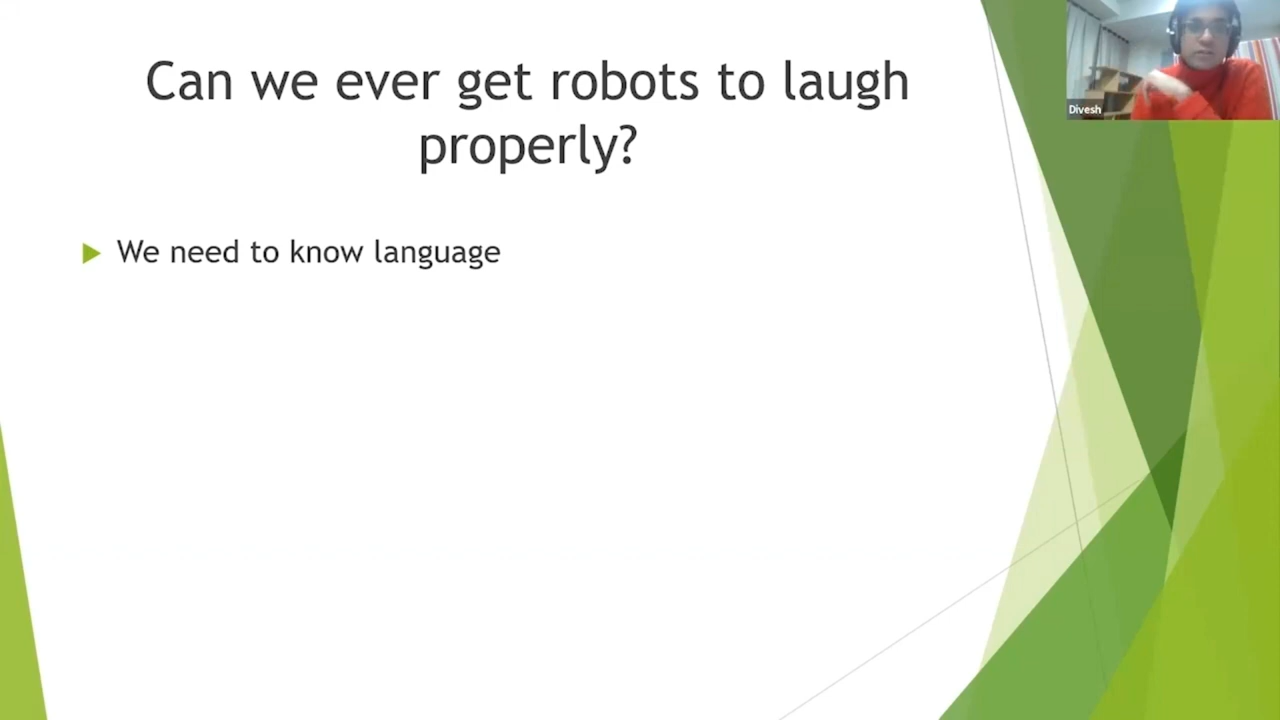 Can we ever get robots to laugh
properly?
We need to know language
Divesh